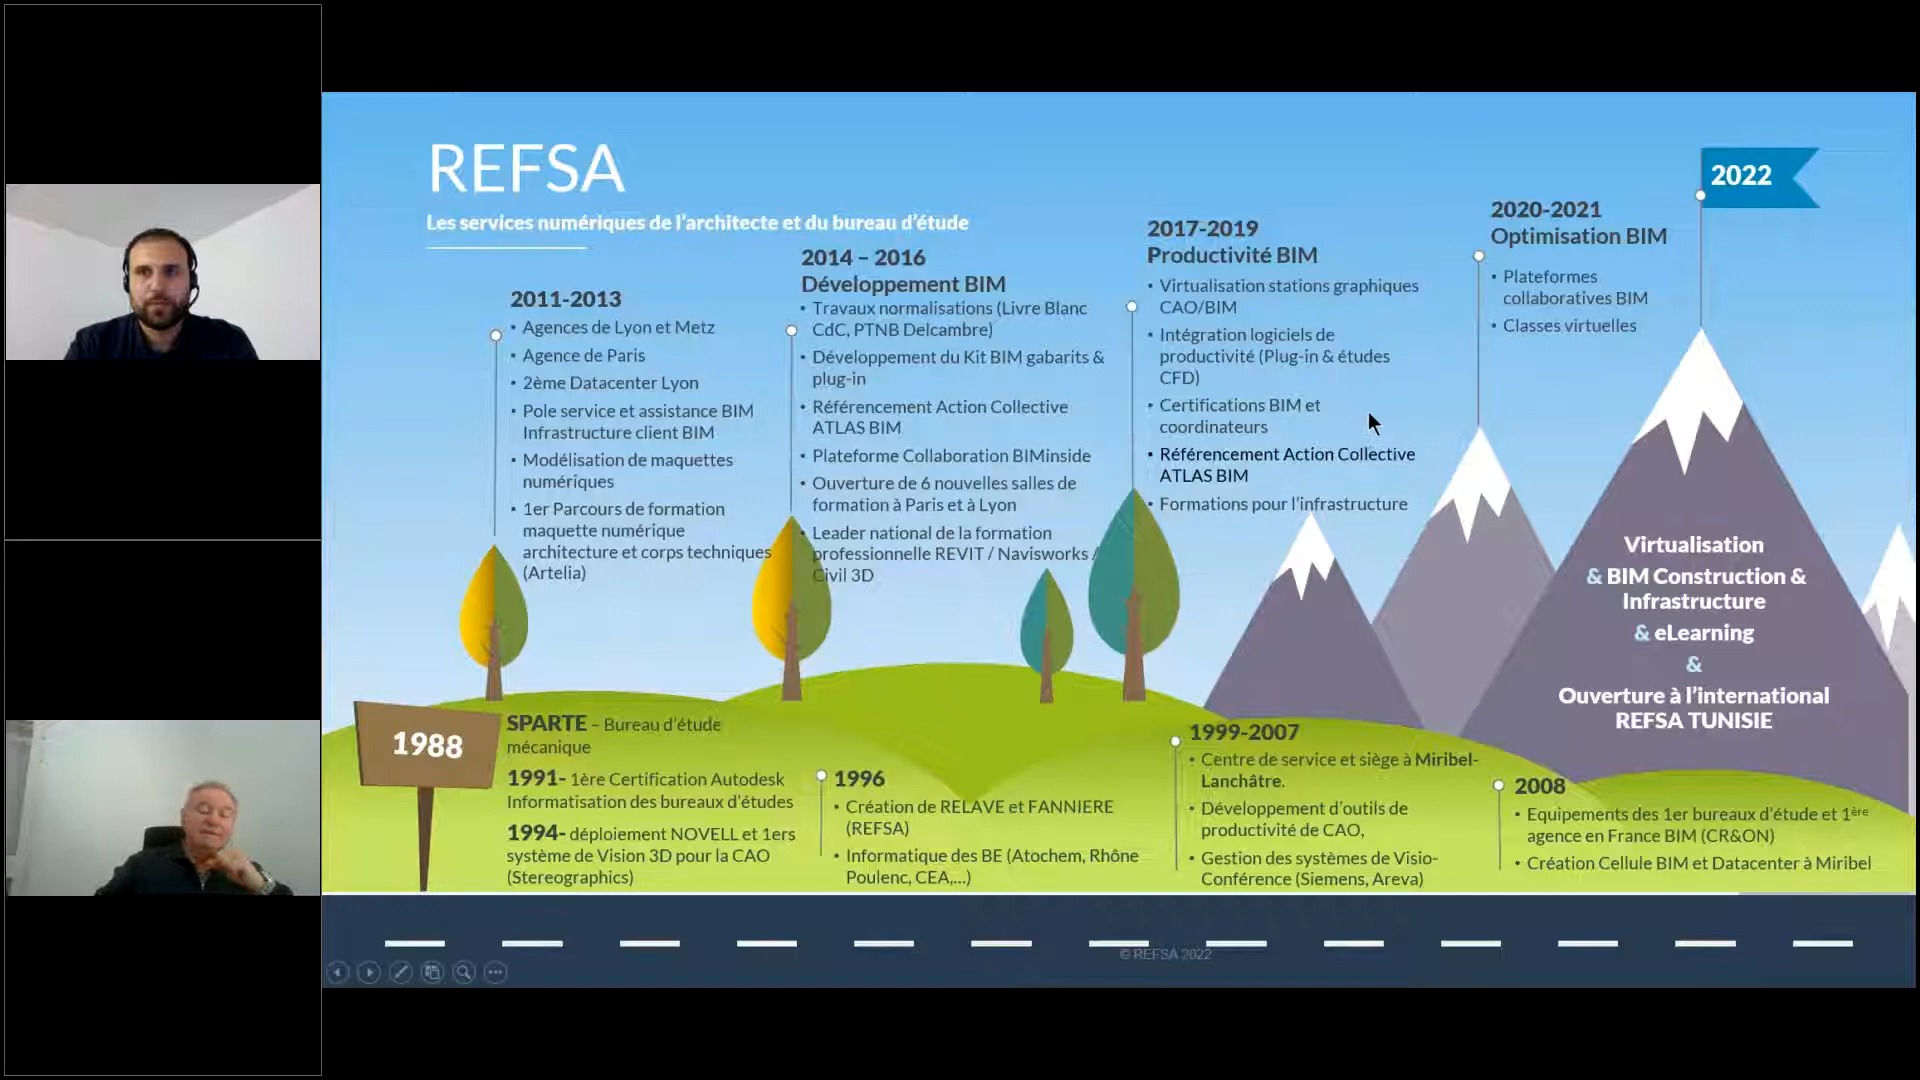 REFSA
Les services numériques de l'architecte et du bureau d'étude
2011-2013
• Agences de Lyon et Metz
• Agence de Paris
• 2ème Datacenter Lyon
• Pole service et assistance BIM
Infrastructure client BIM
• Modélisation de maquettes
numériques
• 1er Parcours de formation
maquette numérique
architecture et corps techniques
(Artelia)
2014 – 2016
Développement BIM
• Travaux normalisations (Livre Blanc
CdC, PTNB Delcambre)
• Développement du Kit BIM gabarits &
plug-in
• Référencement Action Collective
ATLAS BIM
• Plateforme Collaboration BIMinside
• Ouverture de 6 nouvelles salles de
formation à Paris et à Lyon
• Leader national de la formation
professionnelle REVIT / Navisworks /
Civil 3D
2017-2019
Productivité BIM
• Virtualisation stations graphiques
CAO/BIM
• Intégration logiciels de
productivité (Plug-in & études
CFD)
• Certifications BIM et
coordinateurs
• Référencement Action Collective
ATLAS BIM
• Formations pour l'infrastructure
2020-2021
Optimisation BIM
• Plateformes
collaboratives BIM
• Classes virtuelles
2022
Virtualisation
& BIM Construction &
Infrastructure
& eLearning
&
Ouverture à l'international
REFSA TUNISIE
1988
SPARTE – Bureau d'étude
mécanique
1991- 1ère Certification Autodesk
Informatisation des bureaux d'études
1994- déploiement NOVELL et 1ers
système de Vision 3D pour la CAO
(Stereographics)
1996
• Création de RELAVE et FANNIERE
(REFSA)
• Informatique des BE (Atochem, Rhône
Poulenc, CEA,...)
1999-2007
• Centre de service et siège à Miribel-
Lanchâtre.
• Développement d'outils de
productivité de CAO,
• Gestion des systèmes de Visio-
Conférence (Siemens, Areva)
2008
• Equipements des 1er bureaux d'étude et 1ère
agence en France BIM (CR&ON)
• Création Cellule BIM et Datacenter à Miribel
© REFSA 2022